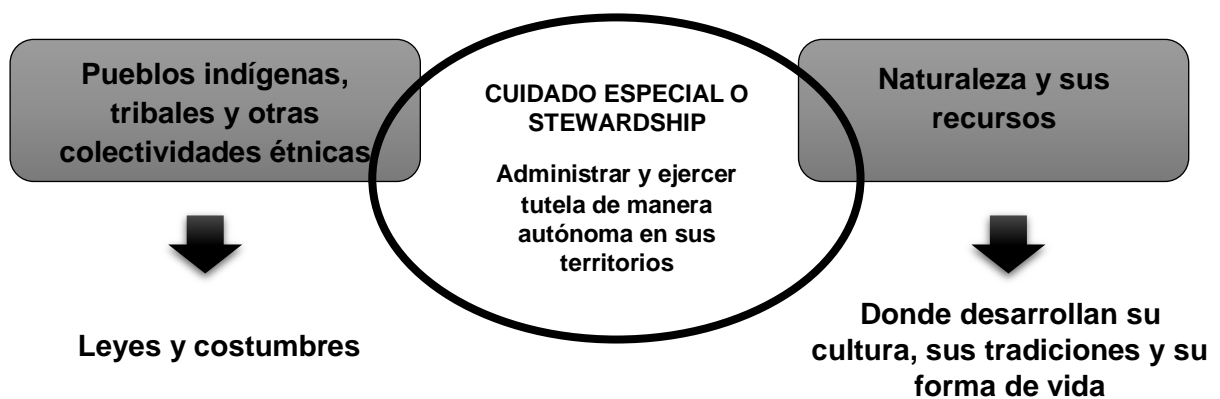 Pueblos indígenas,
tribales y otras
colectividades étnicas
CUIDADO ESPECIAL O
STEWARDSHIP
Administrar y ejercer
tutela de manera
autónoma en sus
territorios
Naturaleza y sus
recursos
Leyes y costumbres
Donde desarrollan su
cultura, sus tradiciones y su
forma de vida